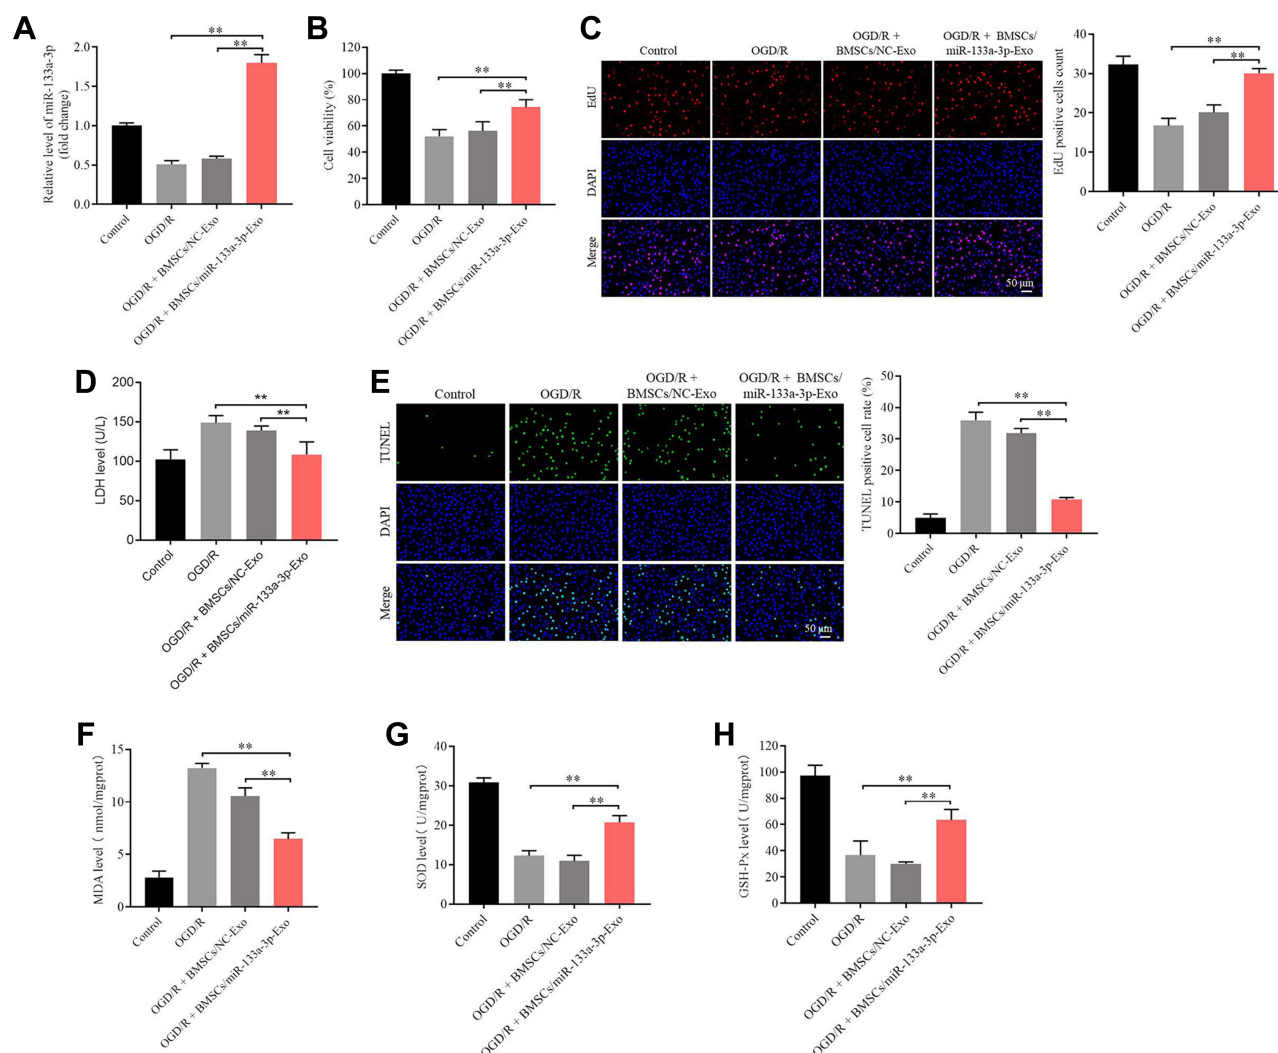 A
Relative level of miR-133a-3p
(fold change)
2.0
1.5
1.0
0.5
0.0
**
**
Control
OGD/R
OGD/R + BMSCs/NC-Exo
OGD/R + BMSCs/miR-133a-3p-Exo
B
Cell viability (%)
120
100
80
60
40
20
0
**
**
Control
OGD/R
OGD/R + BMSCs/NC-Exo
OGD/R + BMSCs/miR-133a-3p-Exo
C
Control
OGD/R
OGD/R +
BMSCs/NC-Exo
OGD/R + BMSCs/
miR-133a-3p-Exo
EdU
DAPI
Merge
50 μm
EdU positive cells count
40
30
20
10
0
**
**
Control
OGD/R
OGD/R + BMSCs/NC-Exo
OGD/R + BMSCs/miR-133a-3p-Exo
D
LDH level (U/L)
200
150
100
50
0
**
**
Control
OGD/R
OGD/R + BMSCs/NC-Exo
OGD/R + BMSCs/miR-133a-3p-Exo
E
Control
OGD/R
OGD/R +
BMSCs/NC-Exo
OGD/R + BMSCs/
miR-133a-3p-Exo
TUNEL
DAPI
Merge
50 μm
TUNEL positive cell rate (%)
50
40
30
20
10
0
**
**
Control
OGD/R
OGD/R + BMSCs/NC-Exo
OGD/R + BMSCs/miR-133a-3p-Exo
F
MDA level ( nmol/mgprot)
15
10
5
0
**
**
Control
OGD/R
OGD/R + BMSCs/NC-Exo
OGD/R + BMSCs/miR-133a-3p-Exo
G
SOD level ( U/mgprot)
40
30
20
10
0
**
**
Control
OGD/R
OGD/R + BMSCs/NC-Exo
OGD/R + BMSCs/miR-133a-3p-Exo
H
GSH-Px level ( U/mgprot)
120
100
80
60
40
20
0
**
**
Control
OGD/R
OGD/R + BMSCs/NC-Exo
OGD/R + BMSCs/miR-133a-3p-Exo